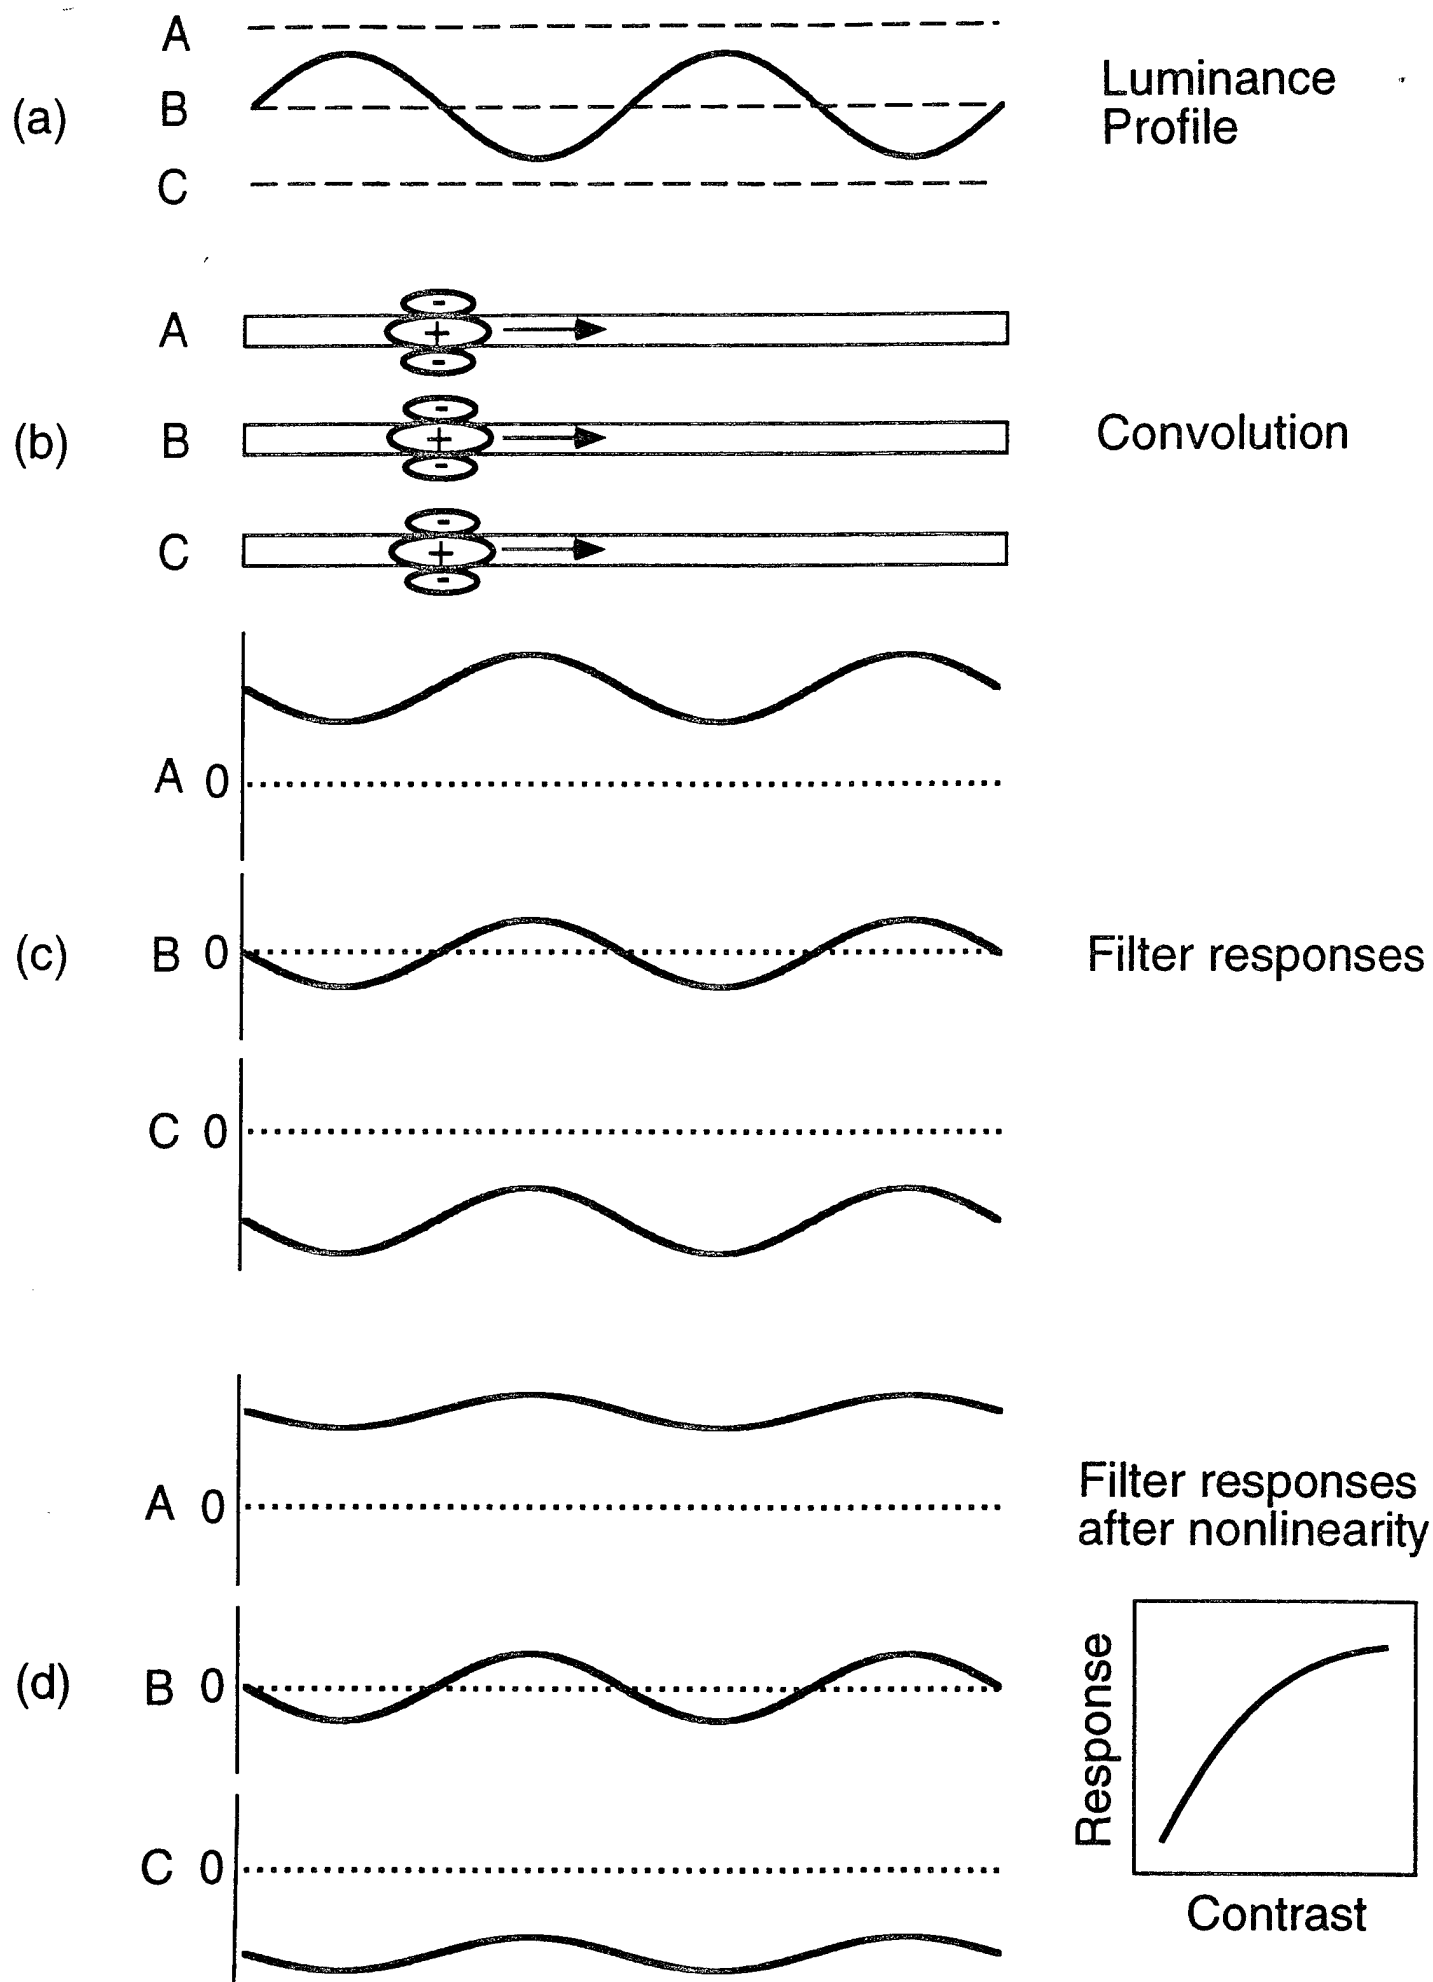 (a)
A
B
C
Luminance
Profile
(b)
A
-
+
-
B
-
+
-
C
-
+
-
Convolution
(c)
A 0
B 0
C 0
Filter responses
(d)
A 0
B 0
C 0
Filter responses
after nonlinearity
Response
Contrast